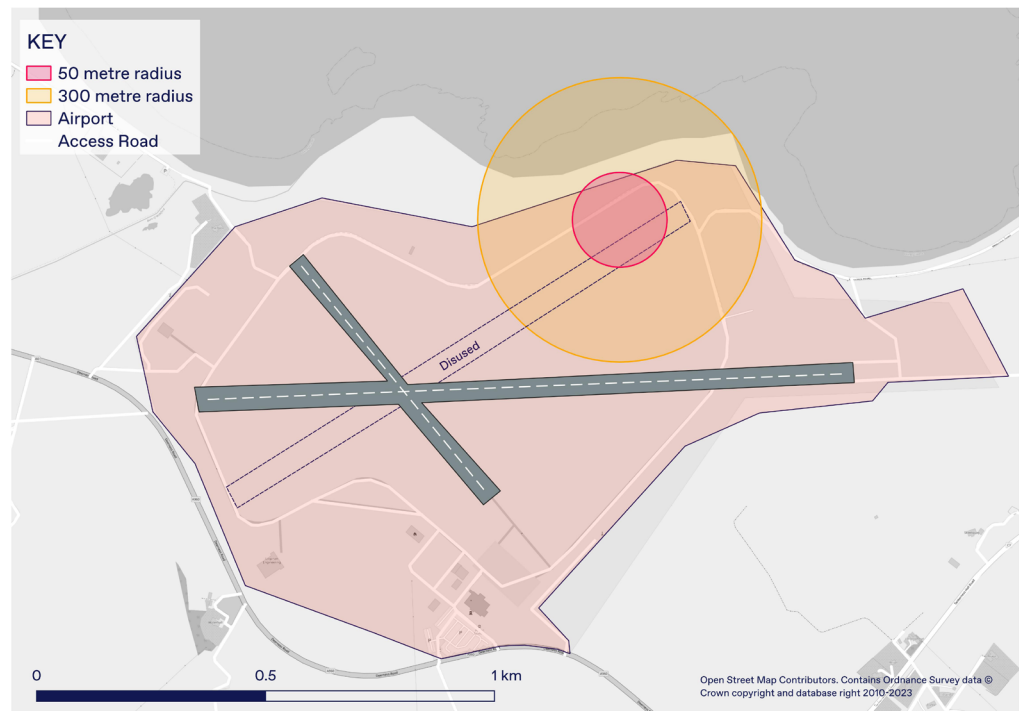 KEY
50 metre radius
300 metre radius
Airport
Access Road
Disused
0
0.5
1 km
Open Street Map Contributors. Contains Ordnance Survey data ©
Crown copyright and database right 2010-2023